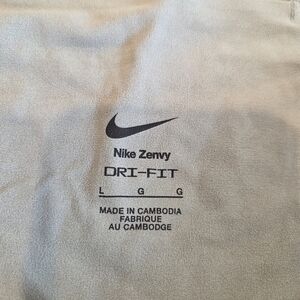 Nike Zenvy
DRI-FIT
L G G
MADE IN CAMBODIA
FABRIQUE
AU CAMBODGE